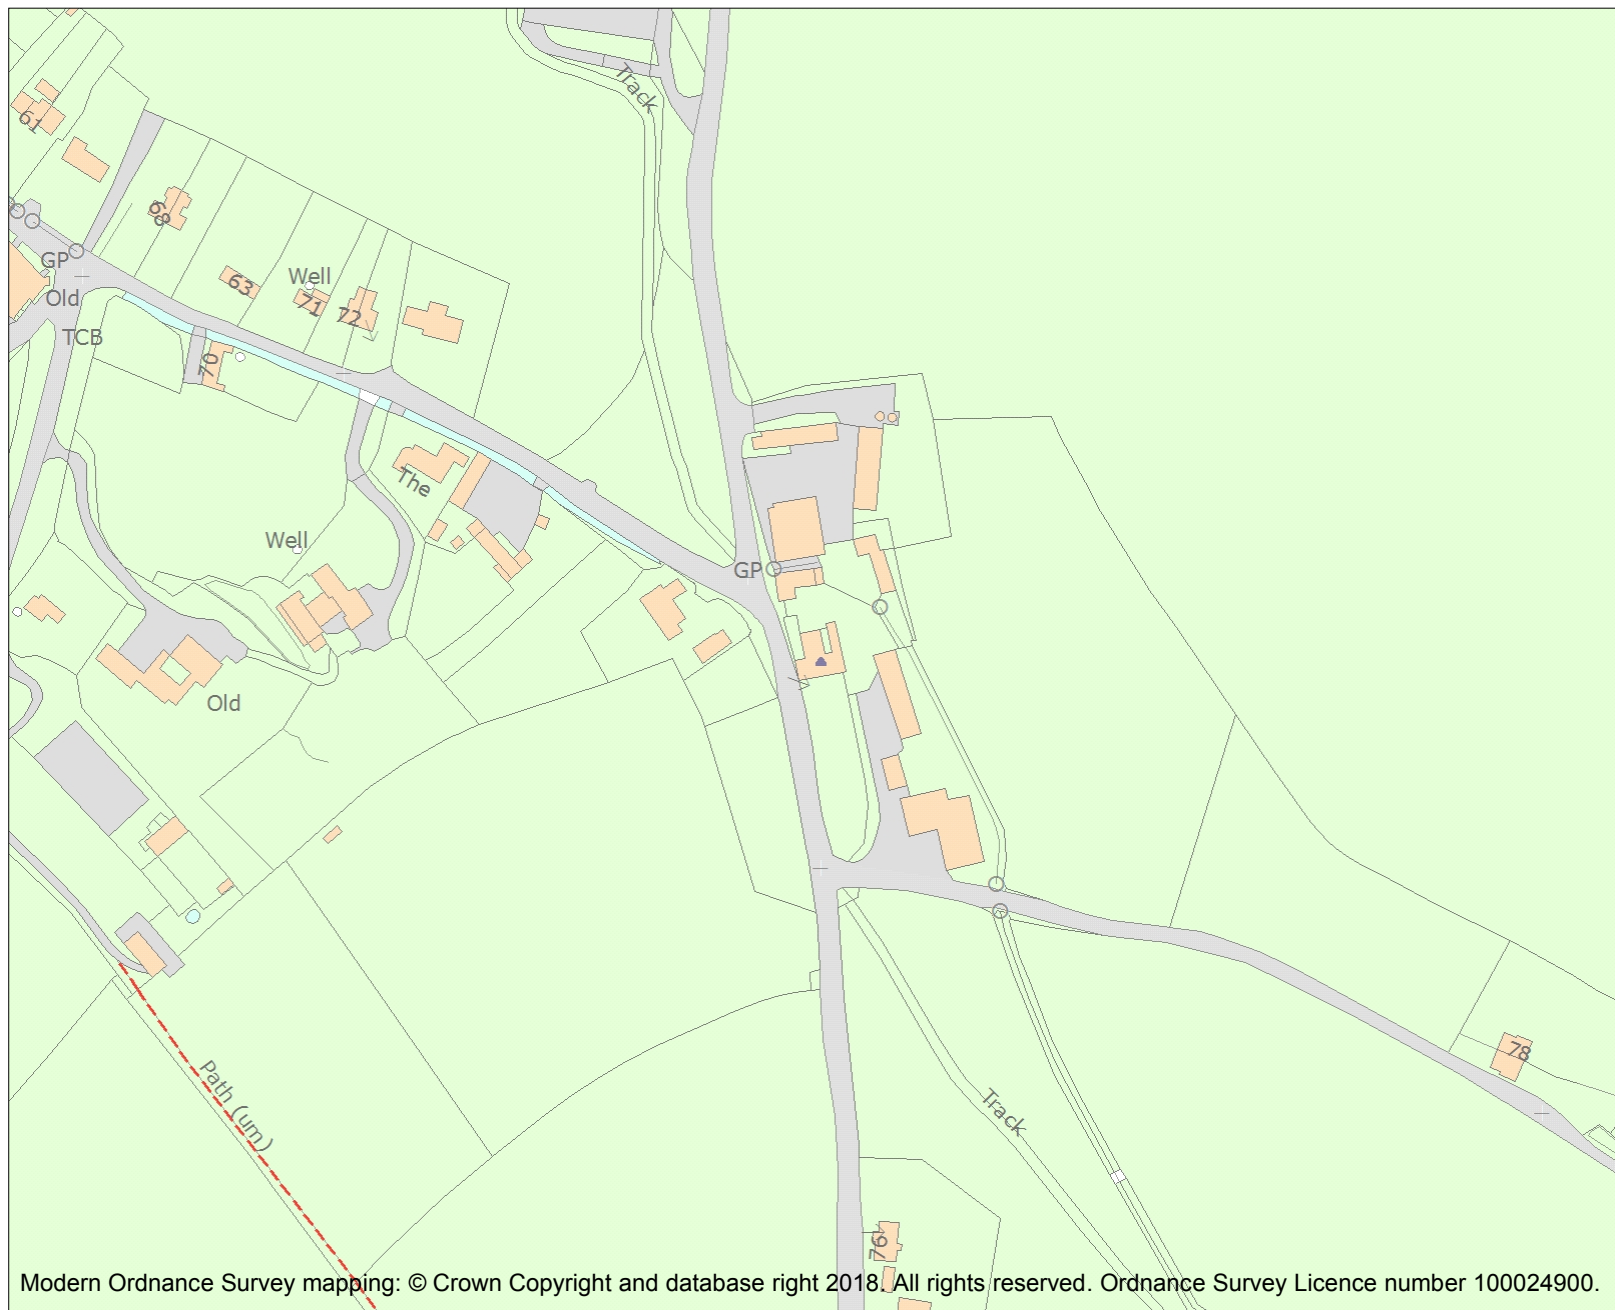 Track
61
68
GP
Old
63
Well
71
72
TCB
70
The
Well
GP
Old
78
Path (um)
Track
76
Modern Ordnance Survey mapping: © Crown Copyright and database right 2018. All rights reserved. Ordnance Survey Licence number 100024900.